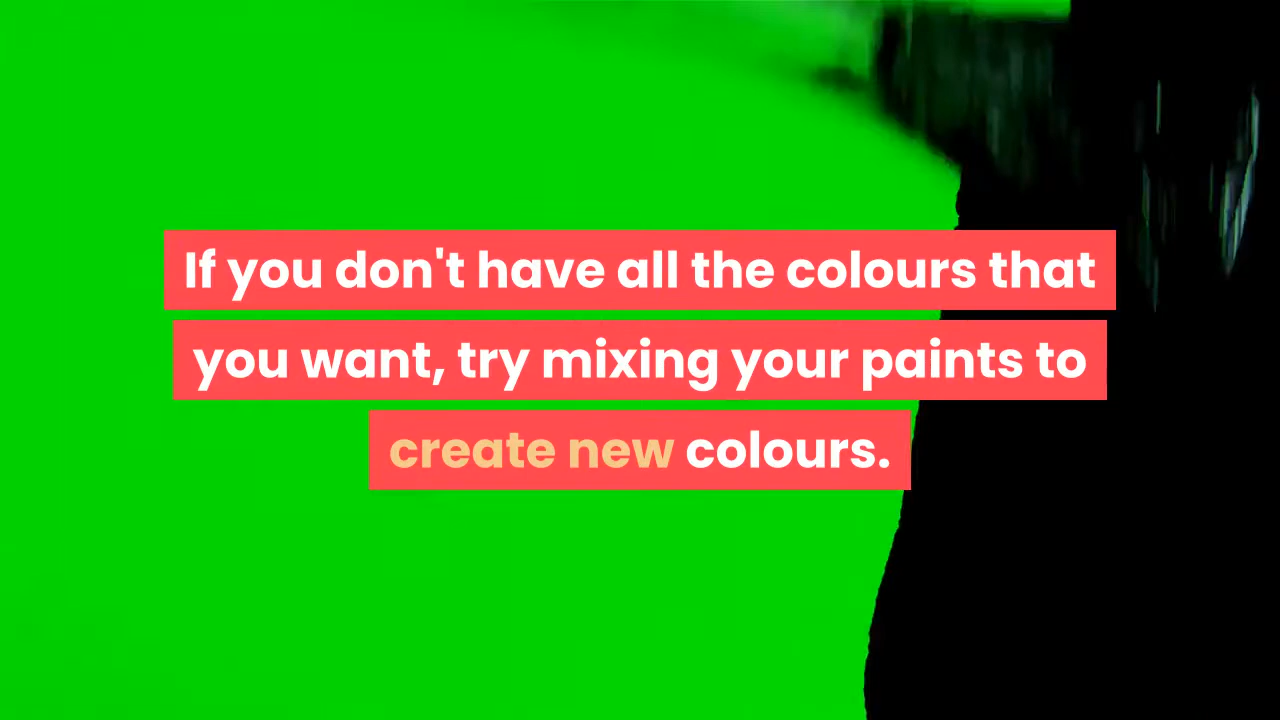 If you don't have all the colours that
you want, try mixing your paints to
create new colours.